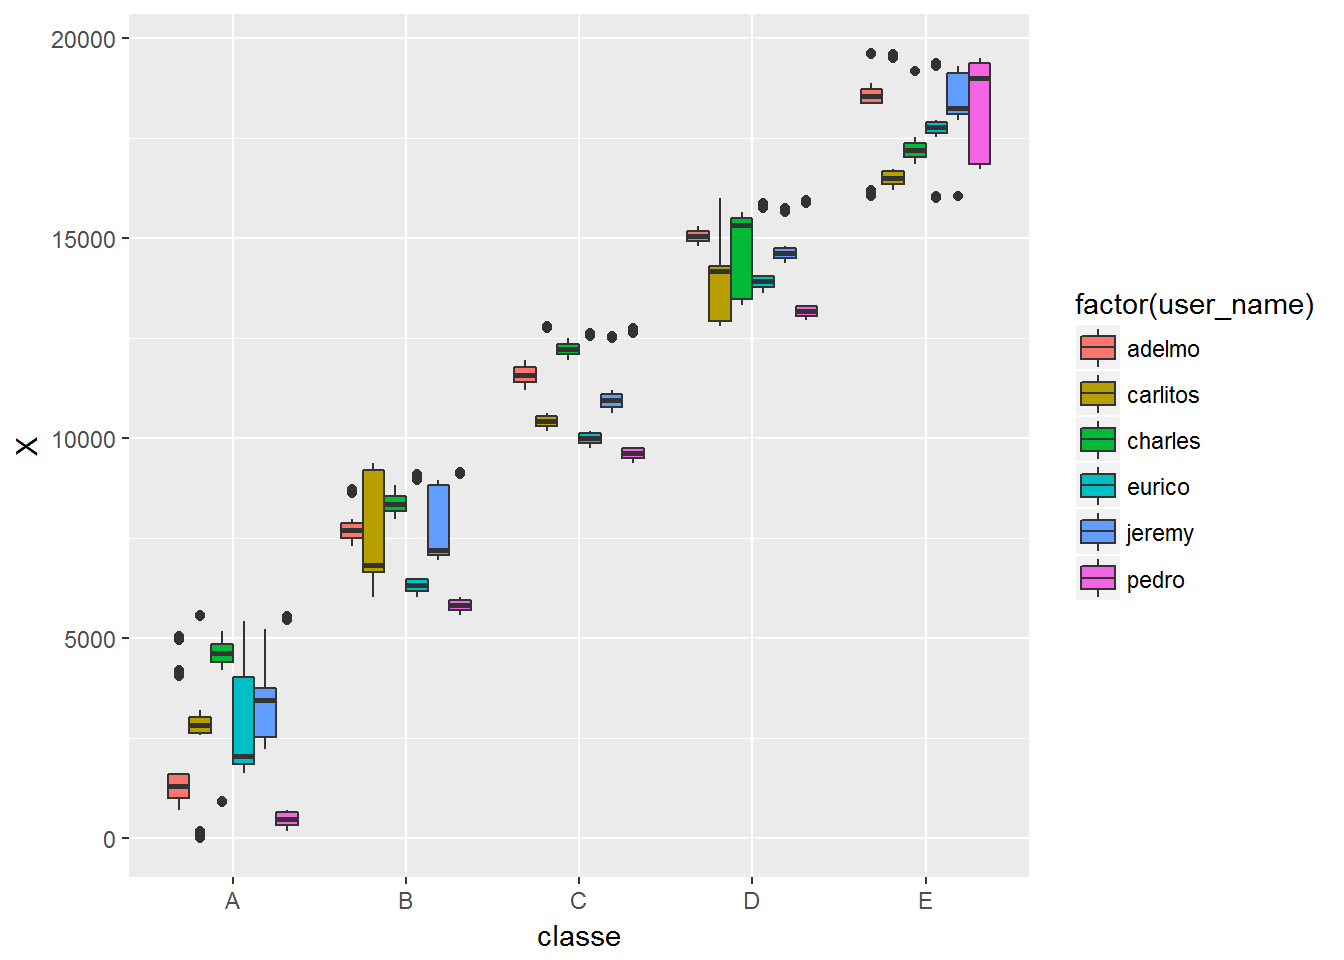 20000
15000
10000
5000
0
X
A B C D E
classe
factor(user_name)
adelmo
carlitos
charles
eurico
jeremy
pedro